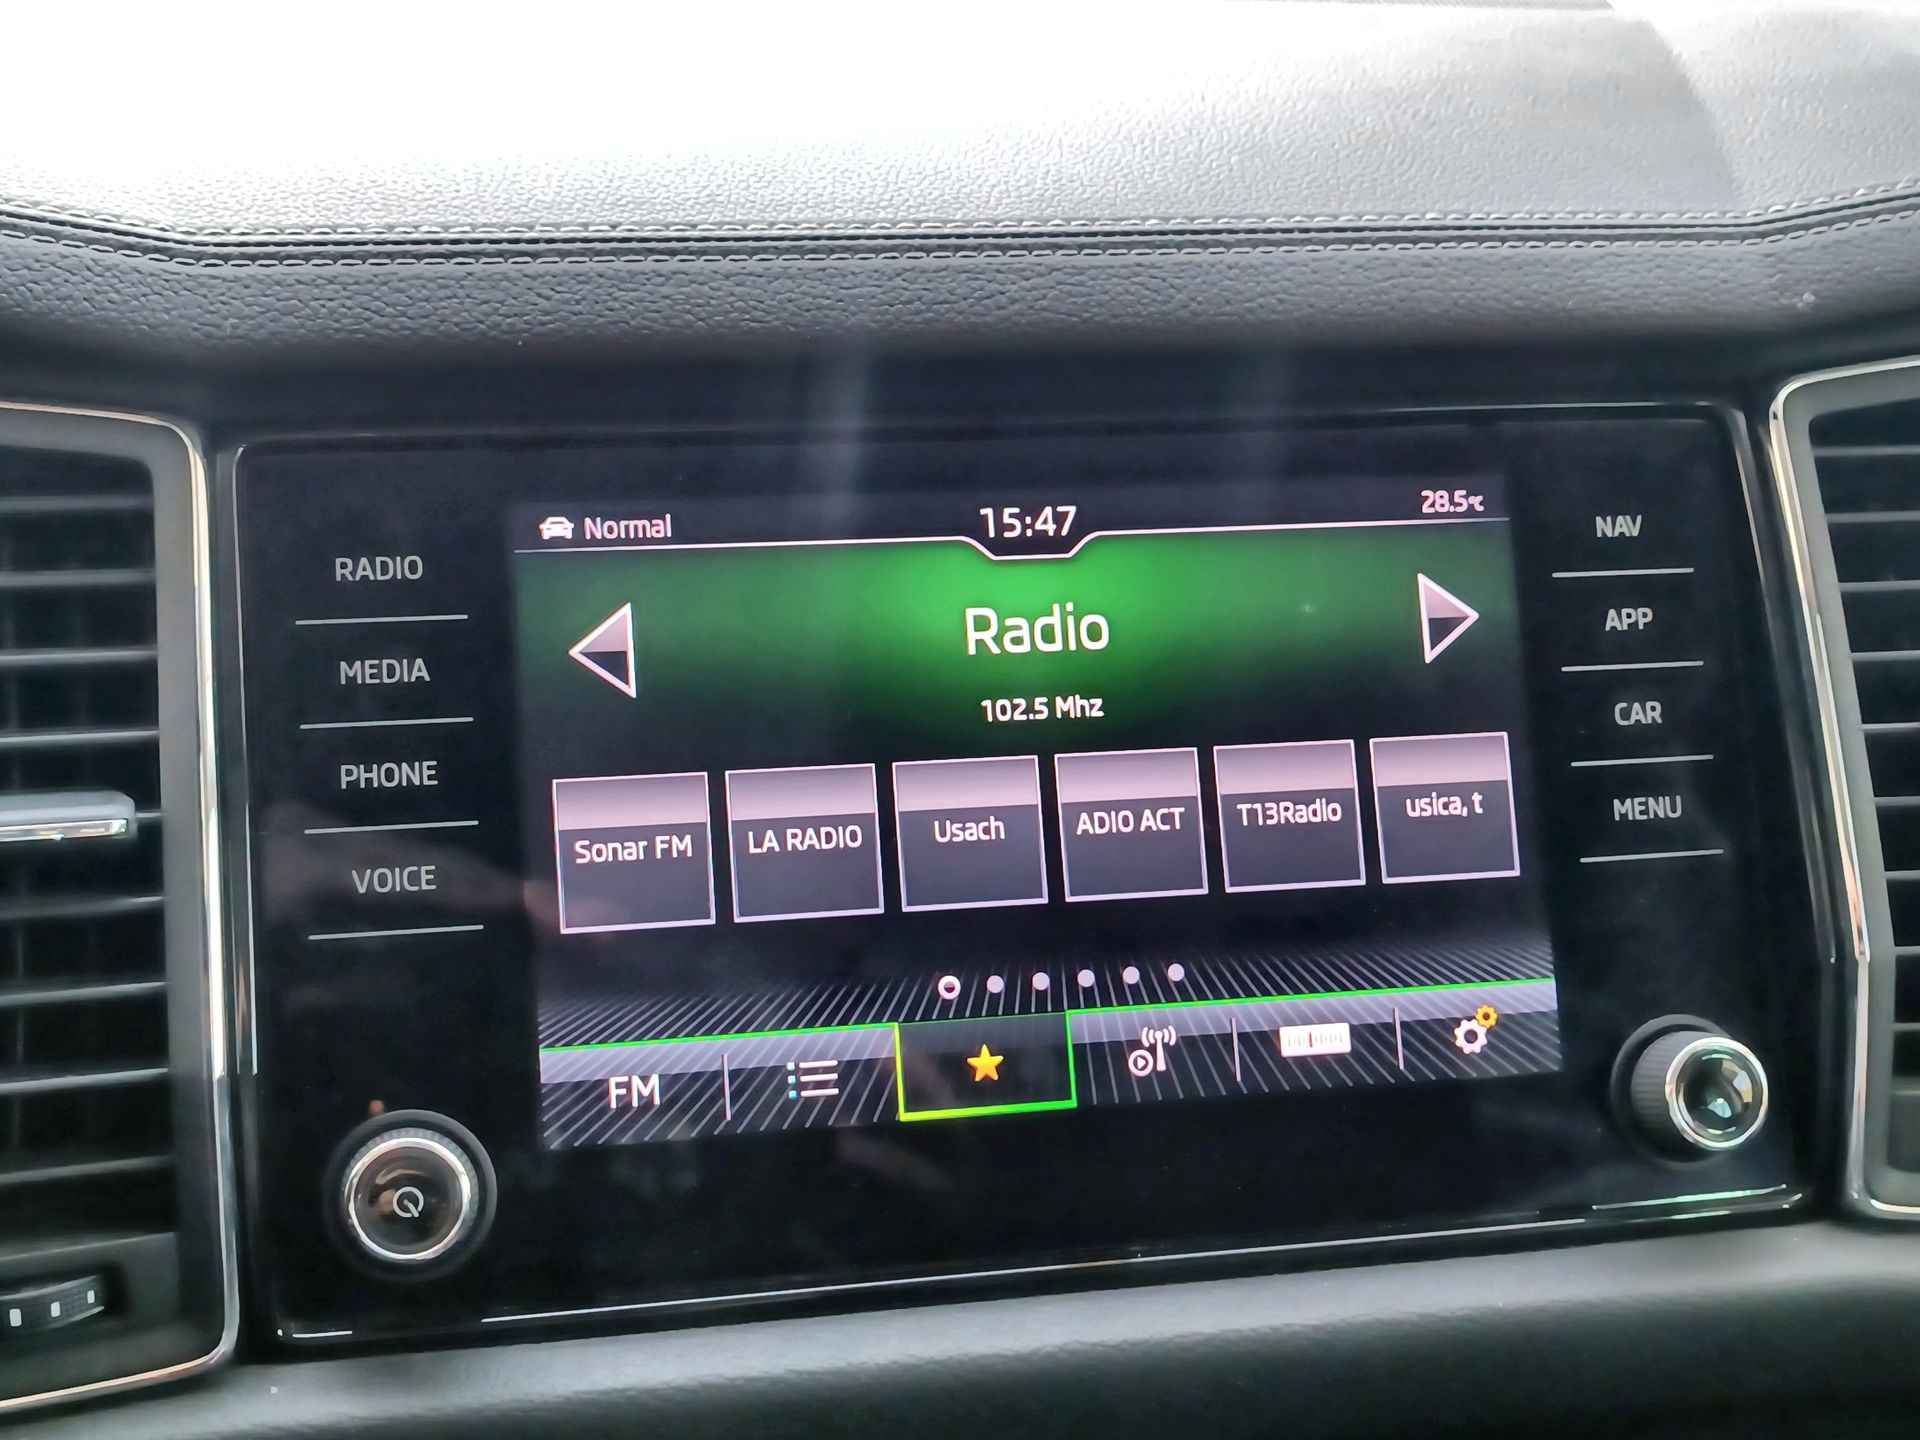 Normal
15:47
28.5°C
RADIO
MEDIA
PHONE
VOICE
Radio
102.5 Mhz
Sonar FM
LA RADIO
Usach
ADIO ACT
T13Radio
usica, t
FM
NAV
APP
CAR
MENU